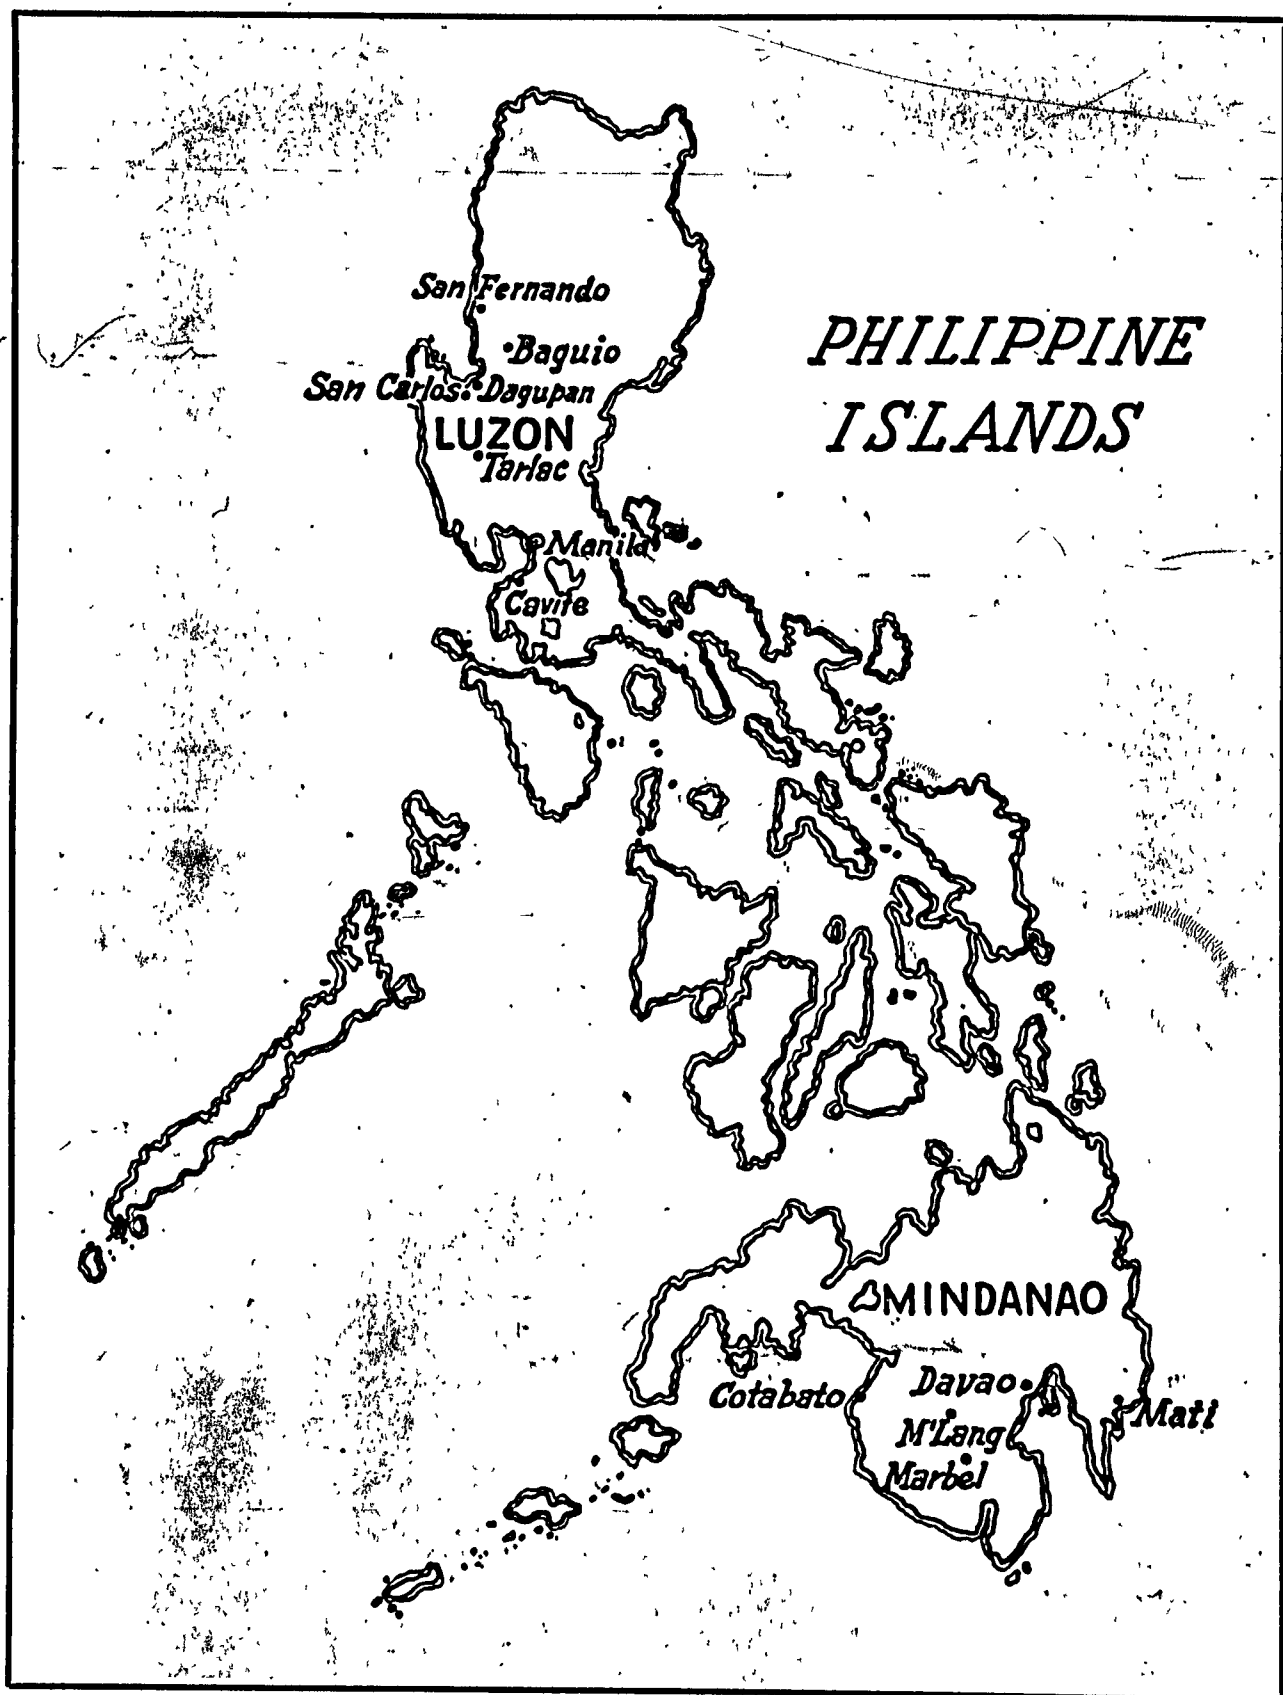 San Fernando
PHILIPPINE
ISLANDS
Baguio
San Carlos
Dagupan
LUZON
Tarlac
Manila
Cavite
MINDANAO
Davao
Cotabato
Mati
M'Lang
Marbel